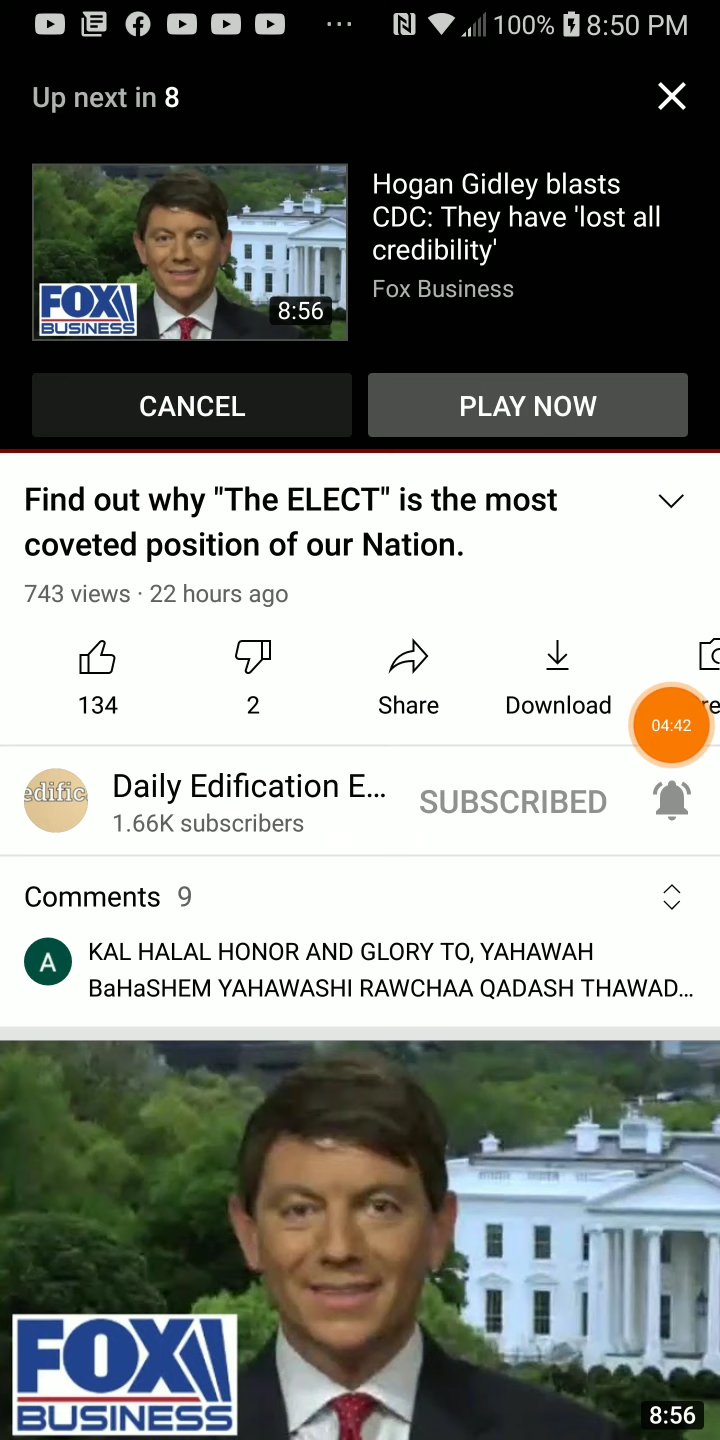 100% 8:50 PM
Up next in 8
Hogan Gidley blasts
CDC: They have 'lost all
credibility'
Fox Business
FOX
BUSINESS
8:56
CANCEL
PLAY NOW
Find out why "The ELECT" is the most
coveted position of our Nation.
743 views · 22 hours ago
134
2
Share
Download
re
04:42
edific
Daily Edification E...
1.66K subscribers
SUBSCRIBED
Comments 9
A
KAL HALAL HONOR AND GLORY TO, YAHAWAH
BaHaSHEM YAHAWASHI RAWCHAA QADASH THAWAD...
FOX
BUSINESS
8:56